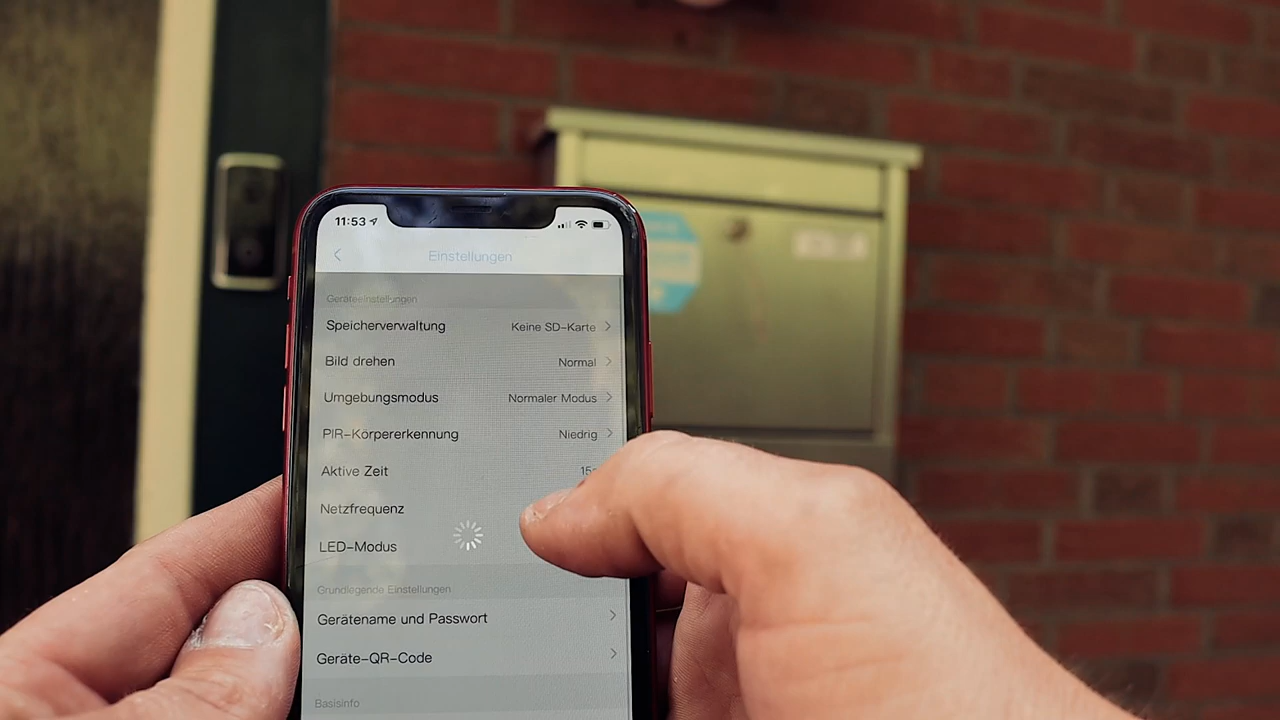 11:53
Einstellungen
Geräteeinstellungen
Speicherverwaltung Keine SD-Karte
Bild drehen Normal
Umgebungsmodus Normaler Modus
PIR-Körpererkennung Niedrig
Aktive Zeit 15
Netzfrequenz
LED-Modus
Grundlegende Einstellungen
Gerätename und Passwort
Geräte-QR-Code
Basisinfo